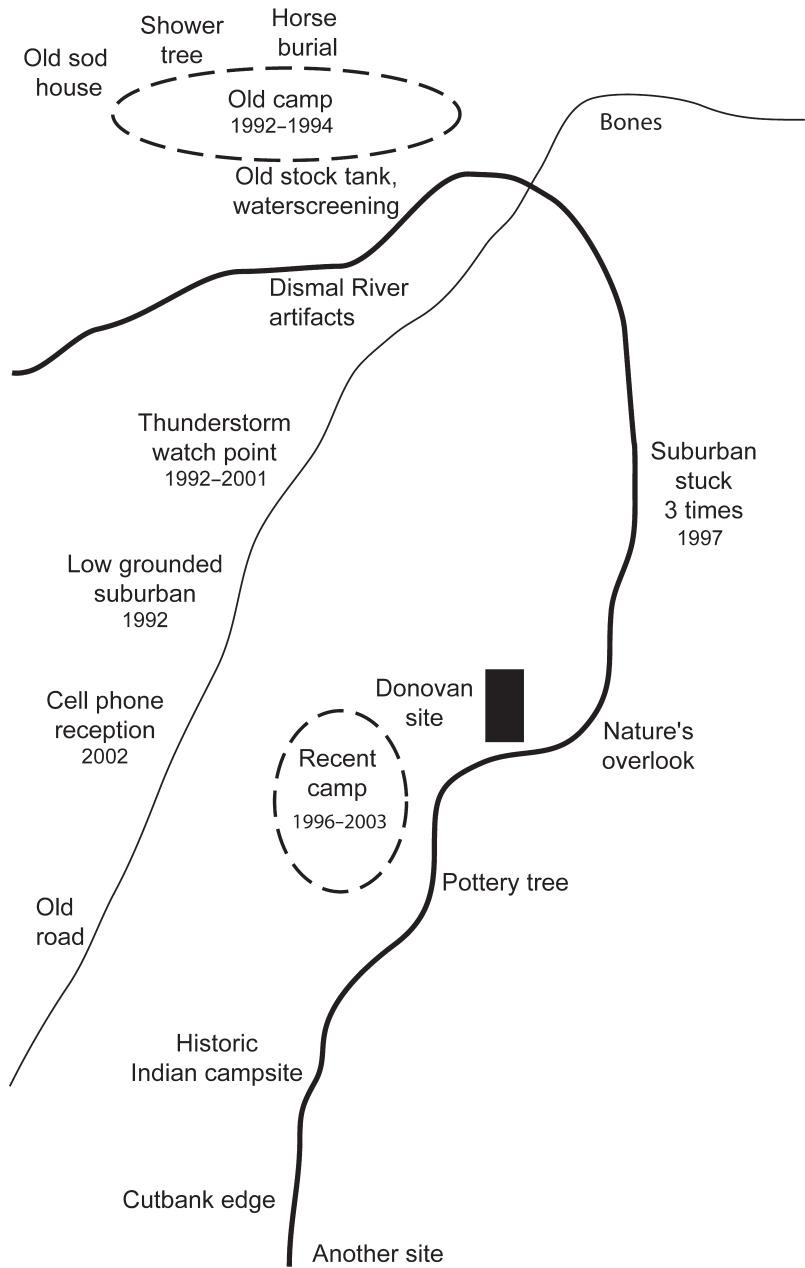 Shower
tree
Horse
burial
Old sod
house
Old camp
1992–1994
Old stock tank,
waterscreening
Bones
Dismal River
artifacts
Thunderstorm
watch point
1992–2001
Suburban
stuck
3 times
1997
Low grounded
suburban
1992
Cell phone
reception
2002
Donovan
site
Nature's
overlook
Recent
camp
1996–2003
Pottery tree
Old
road
Historic
Indian campsite
Cutbank edge
Another site